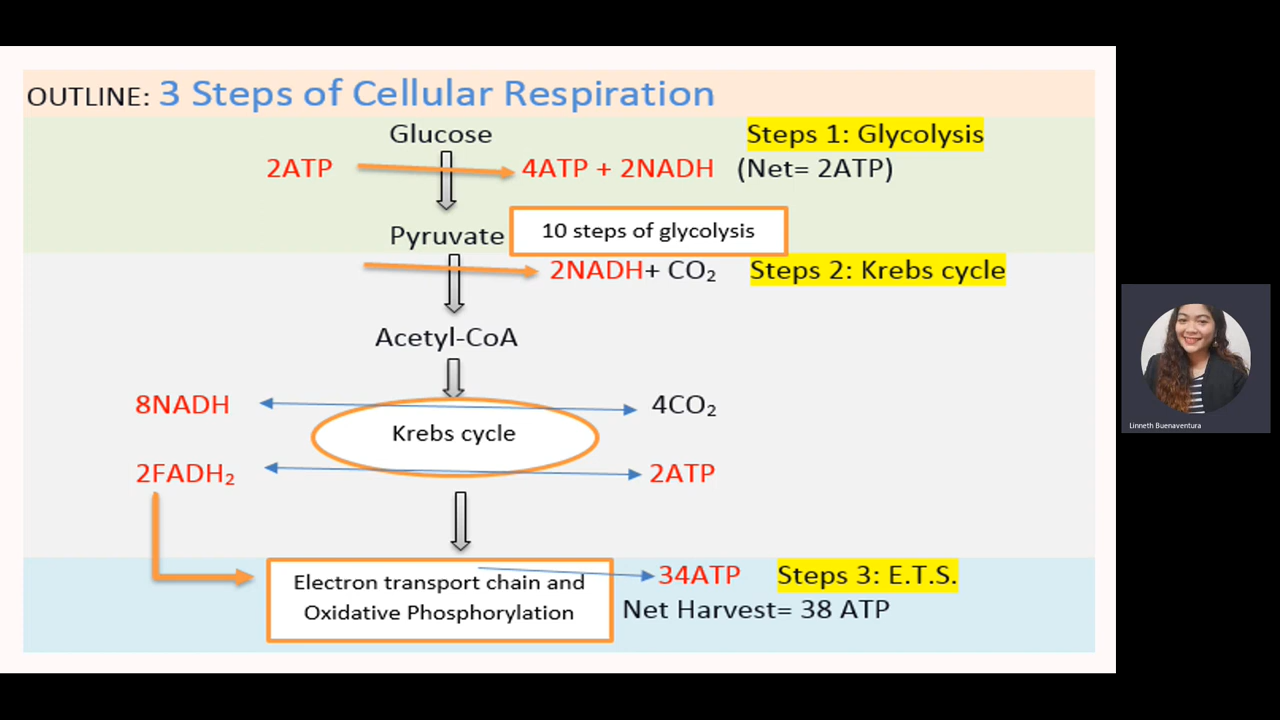 OUTLINE: 3 Steps of Cellular Respiration
Glucose
Steps 1: Glycolysis
2ATP
4ATP + 2NADH (Net= 2ATP)
Pyruvate
10 steps of glycolysis
2NADH+ CO₂
Steps 2: Krebs cycle
Acetyl-CoA
8NADH
4CO₂
Krebs cycle
2FADH₂
2ATP
Electron transport chain and
Oxidative Phosphorylation
34ATP
Steps 3: E.T.S.
Net Harvest= 38 ATP
Linneth Buenaventura